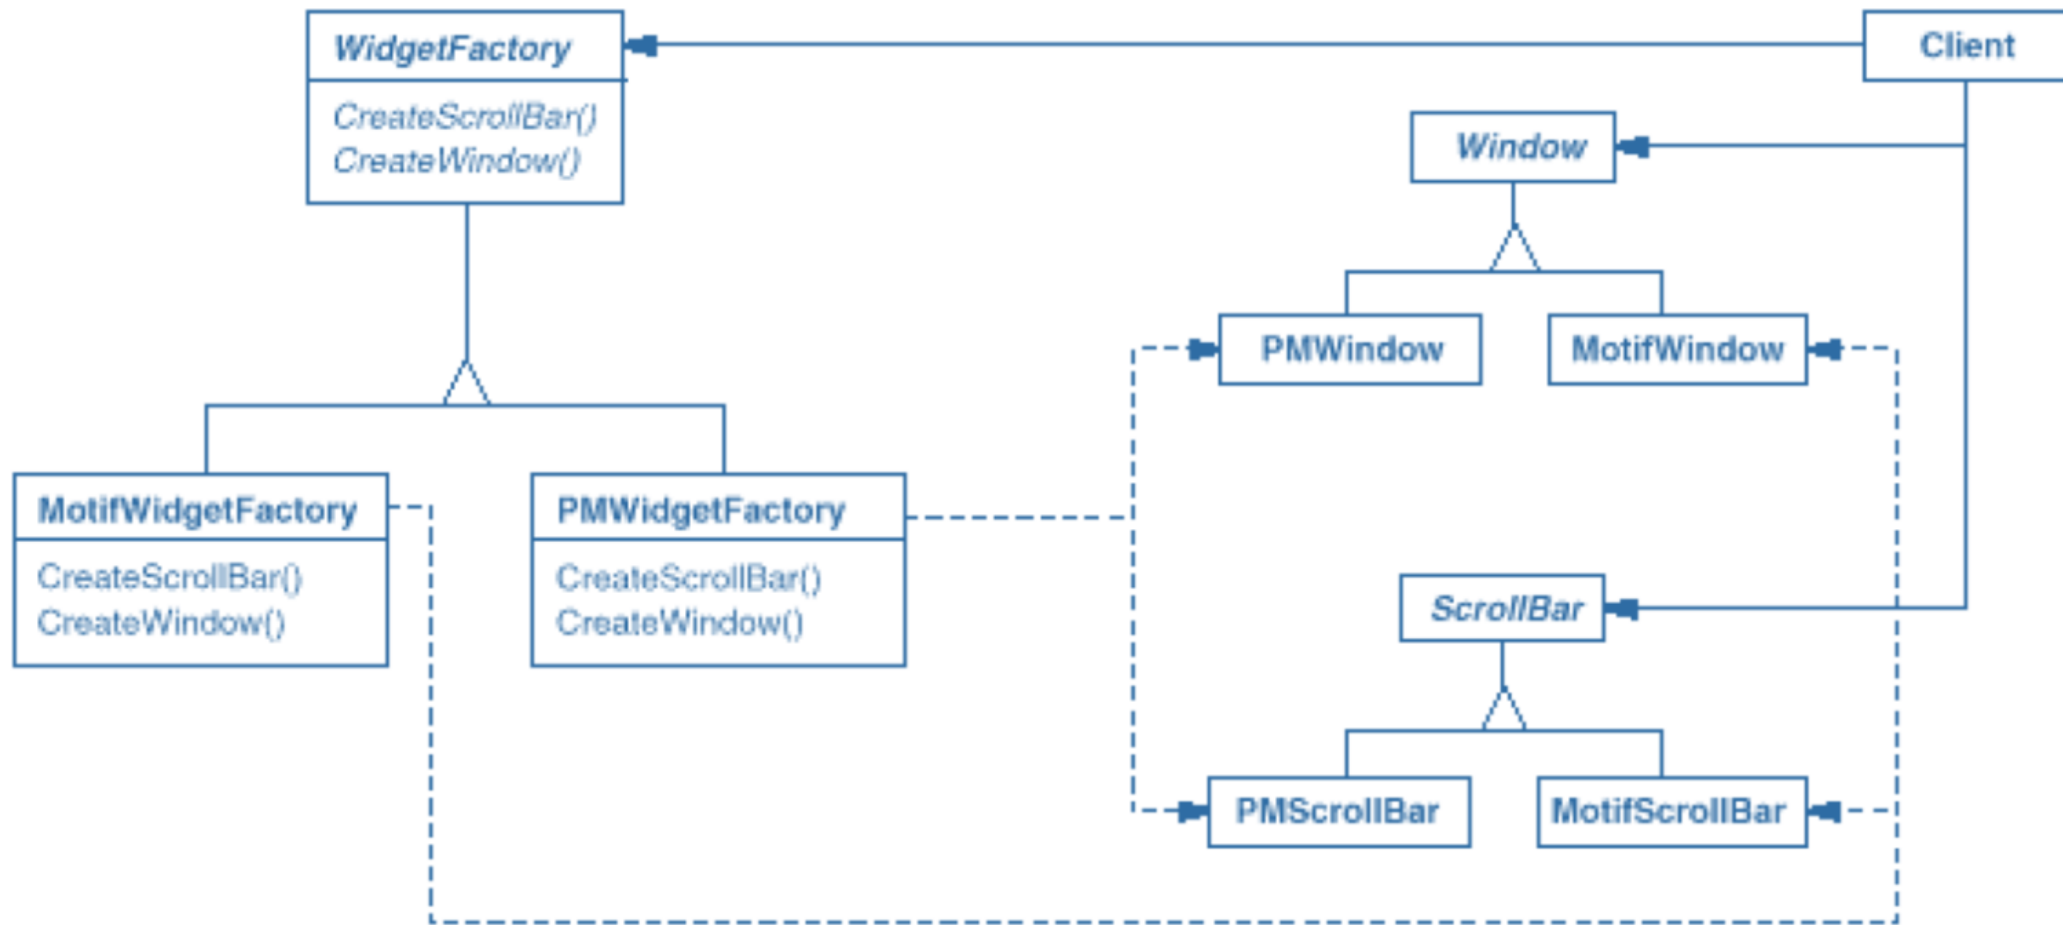 WidgetFactory
CreateScrollBar()
CreateWindow()
Client
Window
PMWindow
MotifWindow
MotifWidgetFactory
CreateScrollBar()
CreateWindow()
PMWidgetFactory
CreateScrollBar()
CreateWindow()
ScrollBar
PMScrollBar
MotifScrollBar